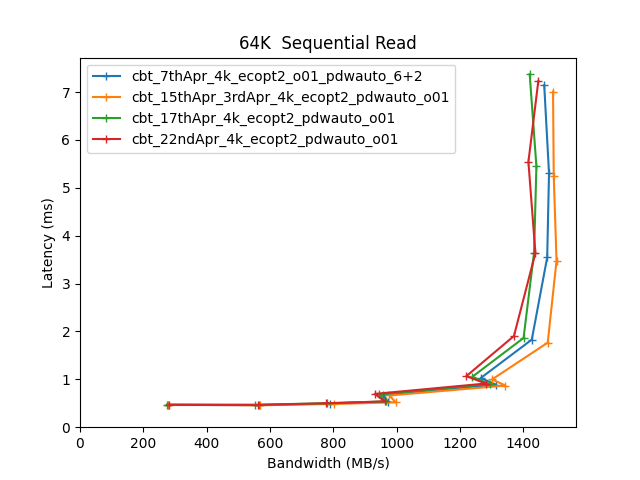 64K  Sequential Read
cbt_7thApr_4k_ecopt2_o01_pdwauto_6+2
cbt_15thApr_3rdApr_4k_ecopt2_pdwauto_o01
cbt_17thApr_4k_ecopt2_pdwauto_o01
cbt_22ndApr_4k_ecopt2_pdwauto_o01
Latency (ms)
7
6
5
4
3
2
1
0
0 200 400 600 800 1000 1200 1400
Bandwidth (MB/s)